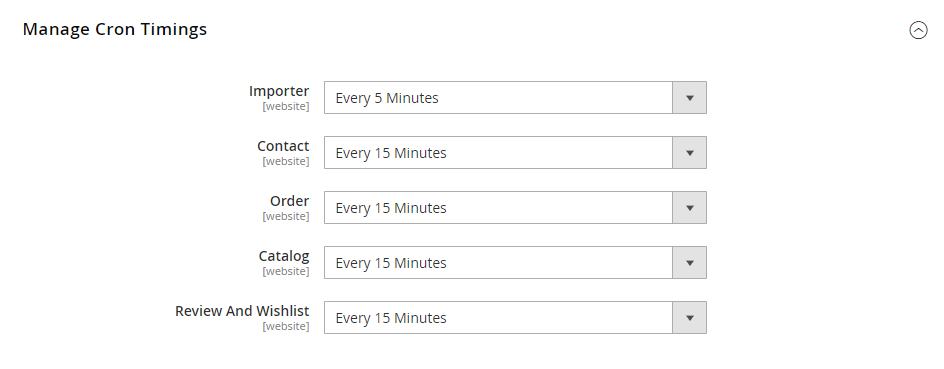 Manage Cron Timings
Importer
[website]
Every 5 Minutes
Contact
[website]
Every 15 Minutes
Order
[website]
Every 15 Minutes
Catalog
[website]
Every 15 Minutes
Review And Wishlist
[website]
Every 15 Minutes